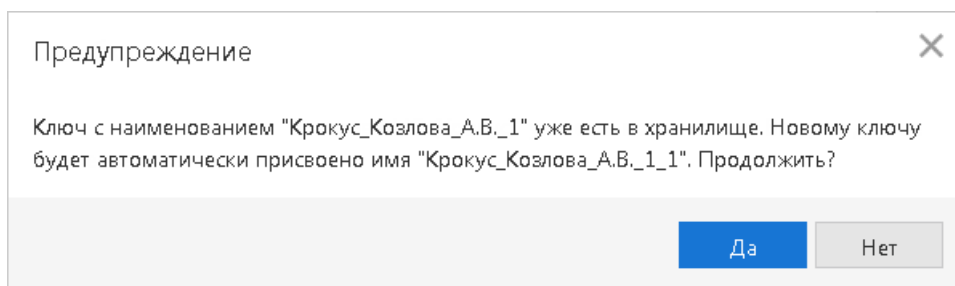 Предупреждение
Ключ с наименованием "Крокус_Козлова_А.В._1" уже есть в хранилище. Новому ключу
будет автоматически присвоено имя "Крокус_Козлова_А.В._1_1". Продолжить?
Да
Нет